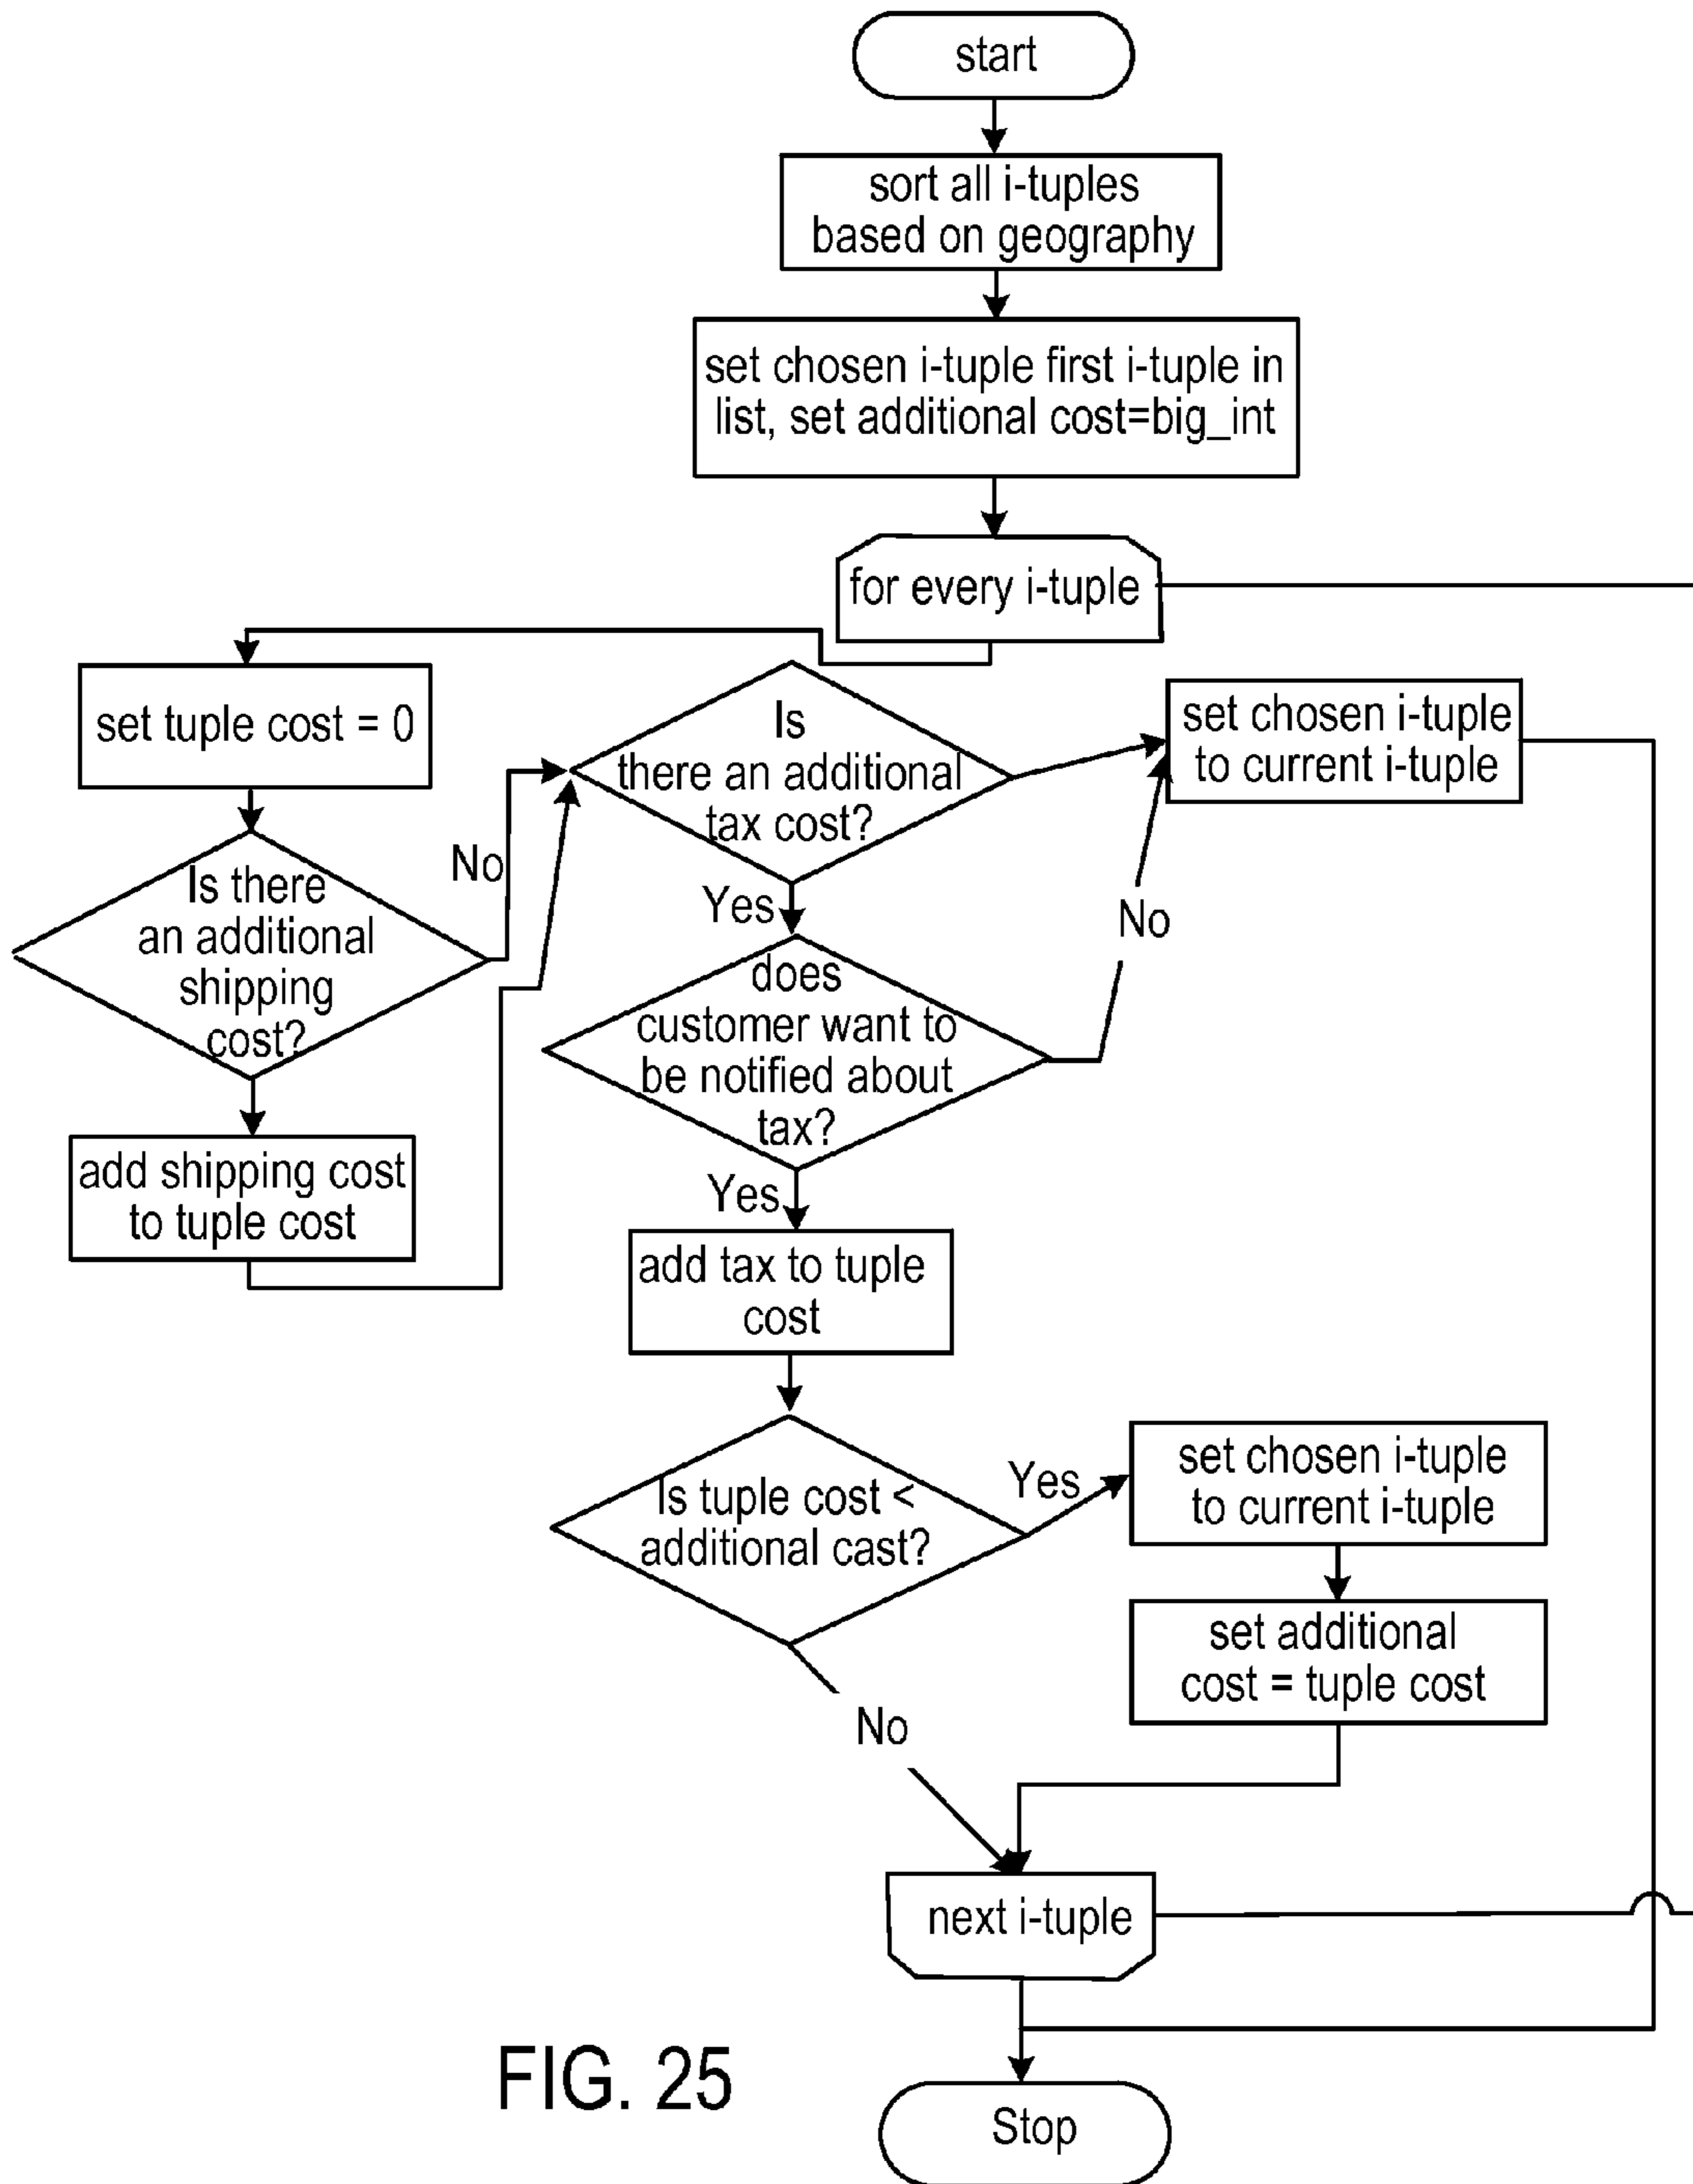 start
sort all i-tuples
based on geography
set chosen i-tuple first i-tuple in
list, set additional cost=big_int
for every i-tuple
set tuple cost = 0
Is there
an additional
shipping
cost?
No
add shipping cost
to tuple cost
Is
there an additional
tax cost?
Yes
set chosen i-tuple
to current i-tuple
does
customer want to
be notified about
tax?
No
Yes
add tax to tuple
cost
Is tuple cost <
additional cast?
Yes
set chosen i-tuple
to current i-tuple
set additional
cost = tuple cost
No
next i-tuple
Stop
FIG. 25